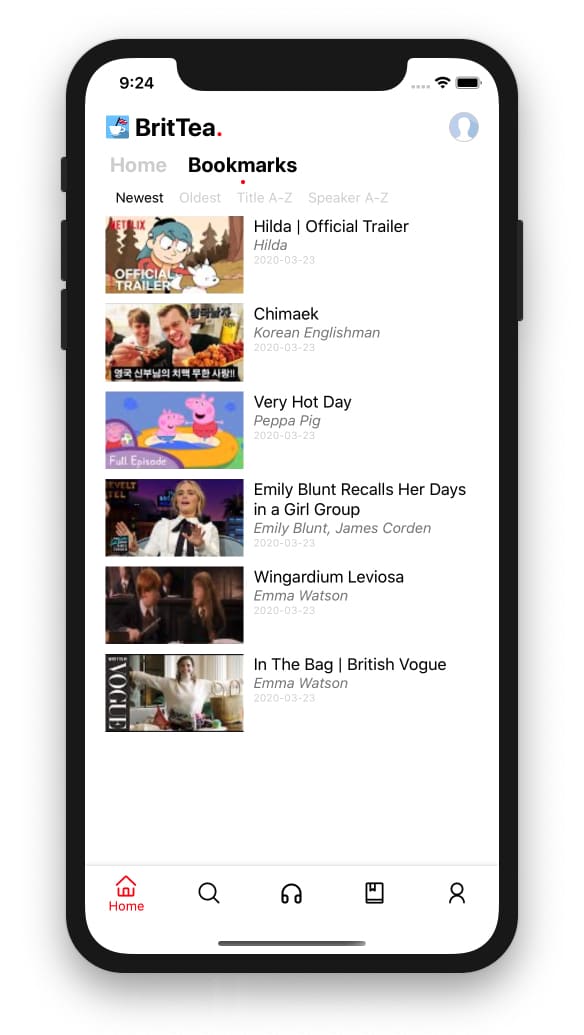 9:24
BritTea.
Home Bookmarks
Newest Oldest Title A-Z Speaker A-Z
NETFLIX
OFFICIAL
TRAILER
Hilda | Official Trailer
Hilda
2020-03-23
영국남자
영국 신부님의 치맥 무한 사랑!!
Chimaek
Korean Englishman
2020-03-23
Full Episode
Very Hot Day
Peppa Pig
2020-03-23
Emily Blunt Recalls Her Days
in a Girl Group
Emily Blunt, James Corden
2020-03-23
Wingardium Leviosa
Emma Watson
2020-03-23
VOGUE
In The Bag | British Vogue
Emma Watson
2020-03-23
Home